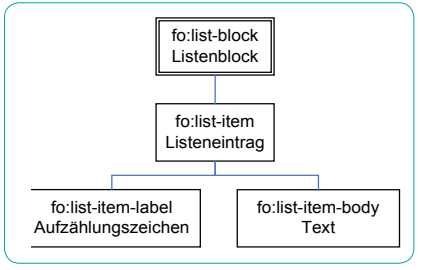 fo:list-block
Listenblock
fo:list-item
Listeneintrag
fo:list-item-label
Aufzählungszeichen
fo:list-item-body
Text